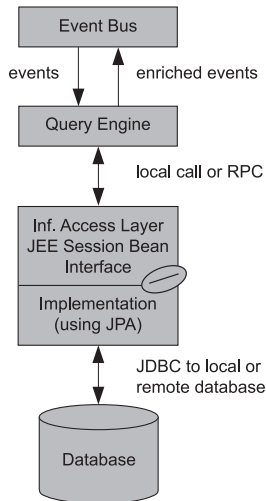 Event Bus
events
enriched events
Query Engine
local call or RPC
Inf. Access Layer
JEE Session Bean
Interface
Implementation
(using JPA)
JDBC to local or
remote database
Database